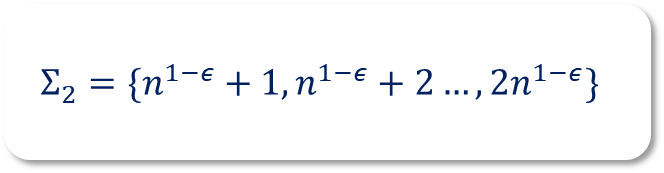 Σ₂ = {n^{1−ϵ} + 1, n^{1−ϵ} + 2 …, 2n^{1−ϵ}}